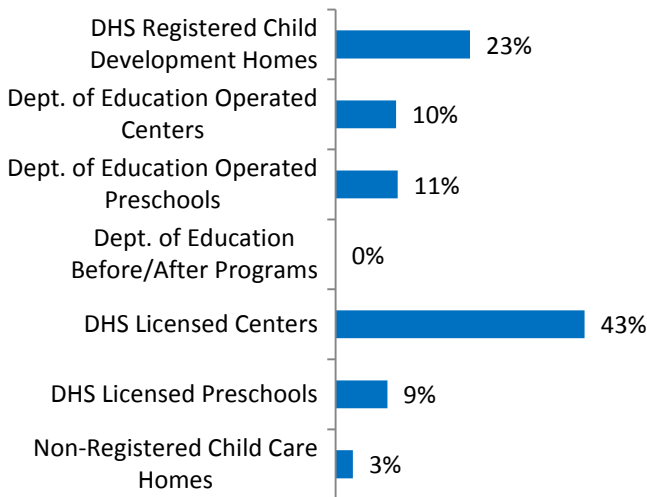 DHS Registered Child
Development Homes
23%
Dept. of Education Operated
Centers
10%
Dept. of Education Operated
Preschools
11%
Dept. of Education
Before/After Programs
0%
DHS Licensed Centers
43%
DHS Licensed Preschools
9%
Non-Registered Child Care
Homes
3%